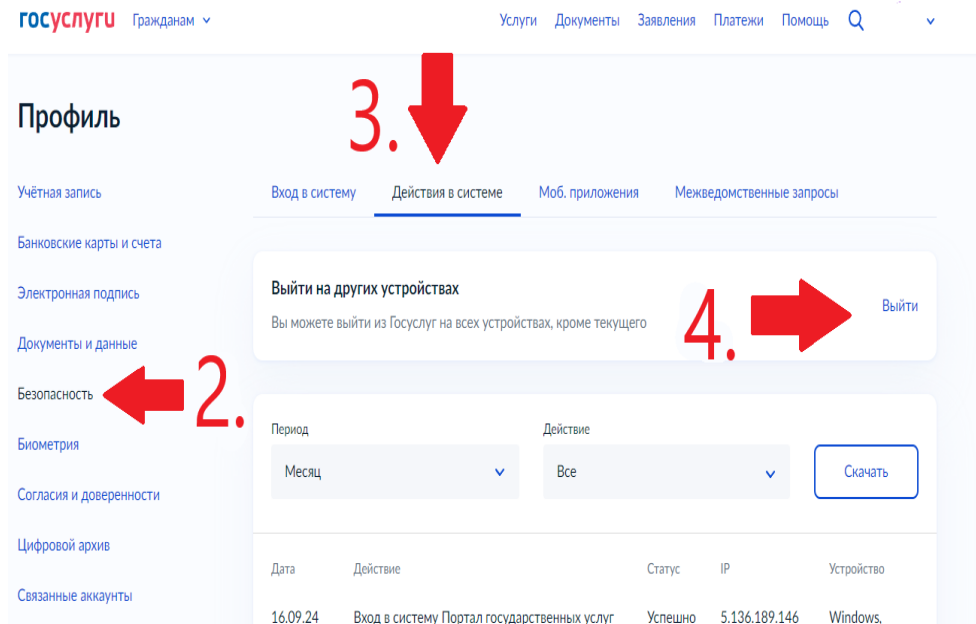 госуслуги Гражданам Услуги Документы Заявления Платежи Помощь
3.
Профиль
Учётная запись
Вход в систему Действия в системе Моб. приложения Межведомственные запросы
Банковские карты и счета
Электронная подпись
Выйти на других устройствах
Вы можете выйти из Госуслуг на всех устройствах, кроме текущего
4.
Выйти
Документы и данные
Безопасность
2.
Биометрия
Согласия и доверенности
Цифровой архив
Связанные аккаунты
Период Действие
Месяц Все Скачать
Дата Действие Статус IP Устройство
16.09.24 Вход в систему Портал государственных услуг Успешно 5.136.189.146 Windows,